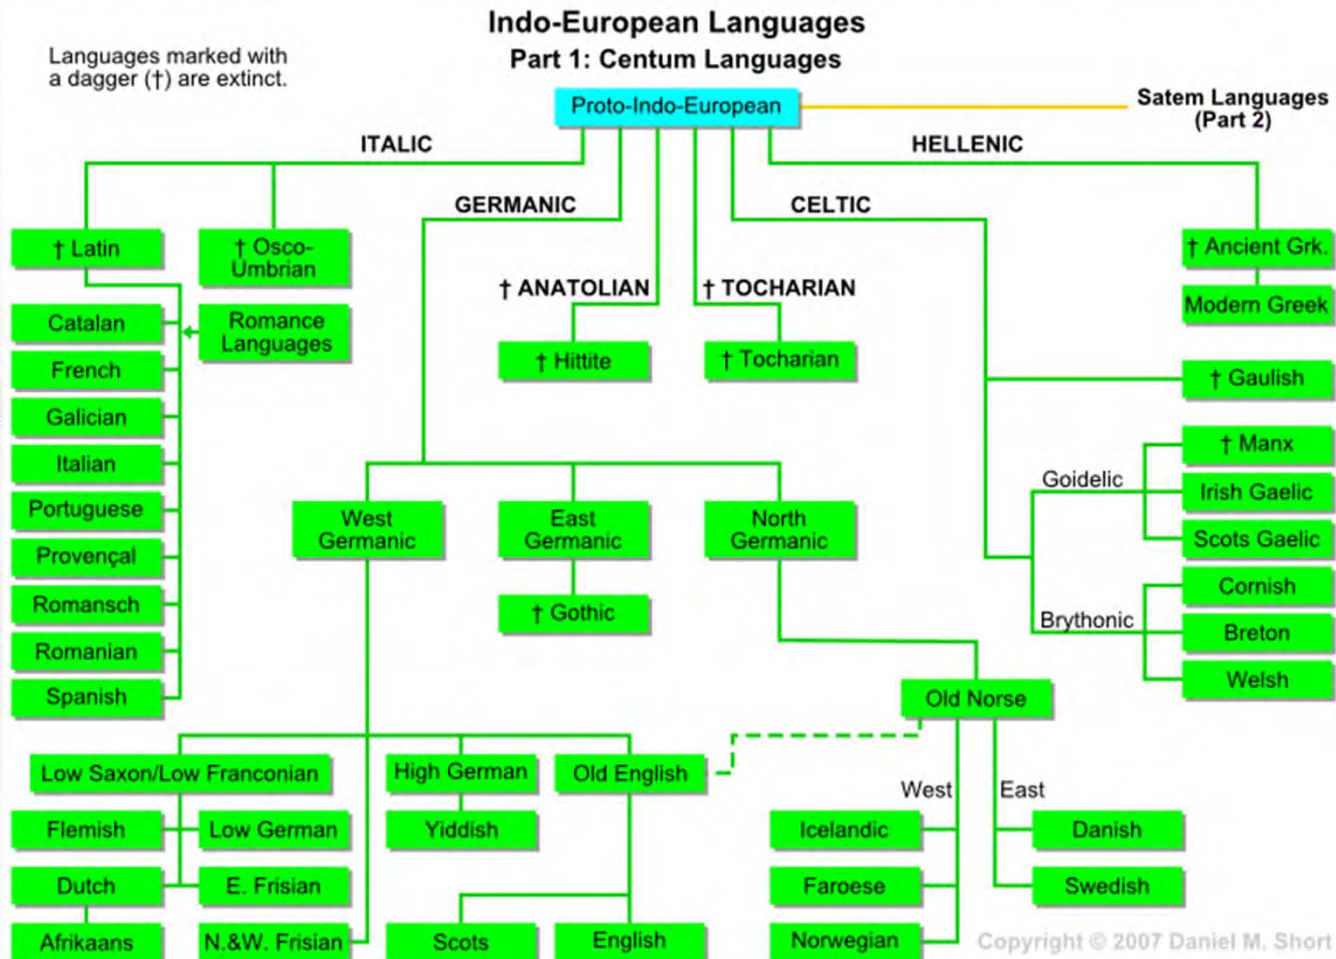 Indo-European Languages
Part 1: Centum Languages
Languages marked with
a dagger (†) are extinct.
Proto-Indo-European
Satem Languages
(Part 2)
ITALIC
HELLENIC
GERMANIC
CELTIC
† Latin
† Osco-
Umbrian
† Ancient Grk.
† ANATOLIAN
† TOCHARIAN
Modern Greek
Catalan
Romance
Languages
† Hittite
† Tocharian
French
† Gaulish
Galician
† Manx
Italian
Goidelic
Irish Gaelic
Portuguese
West
Germanic
East
Germanic
North
Germanic
Scots Gaelic
Provençal
Cornish
Romansch
† Gothic
Brythonic
Breton
Romanian
Welsh
Spanish
Old Norse
Low Saxon/Low Franconian
High German
Old English
West
East
Flemish
Low German
Yiddish
Icelandic
Danish
Dutch
E. Frisian
Faroese
Swedish
Afrikaans
N.&W. Frisian
Scots
English
Norwegian
Copyright © 2007 Daniel M. Short